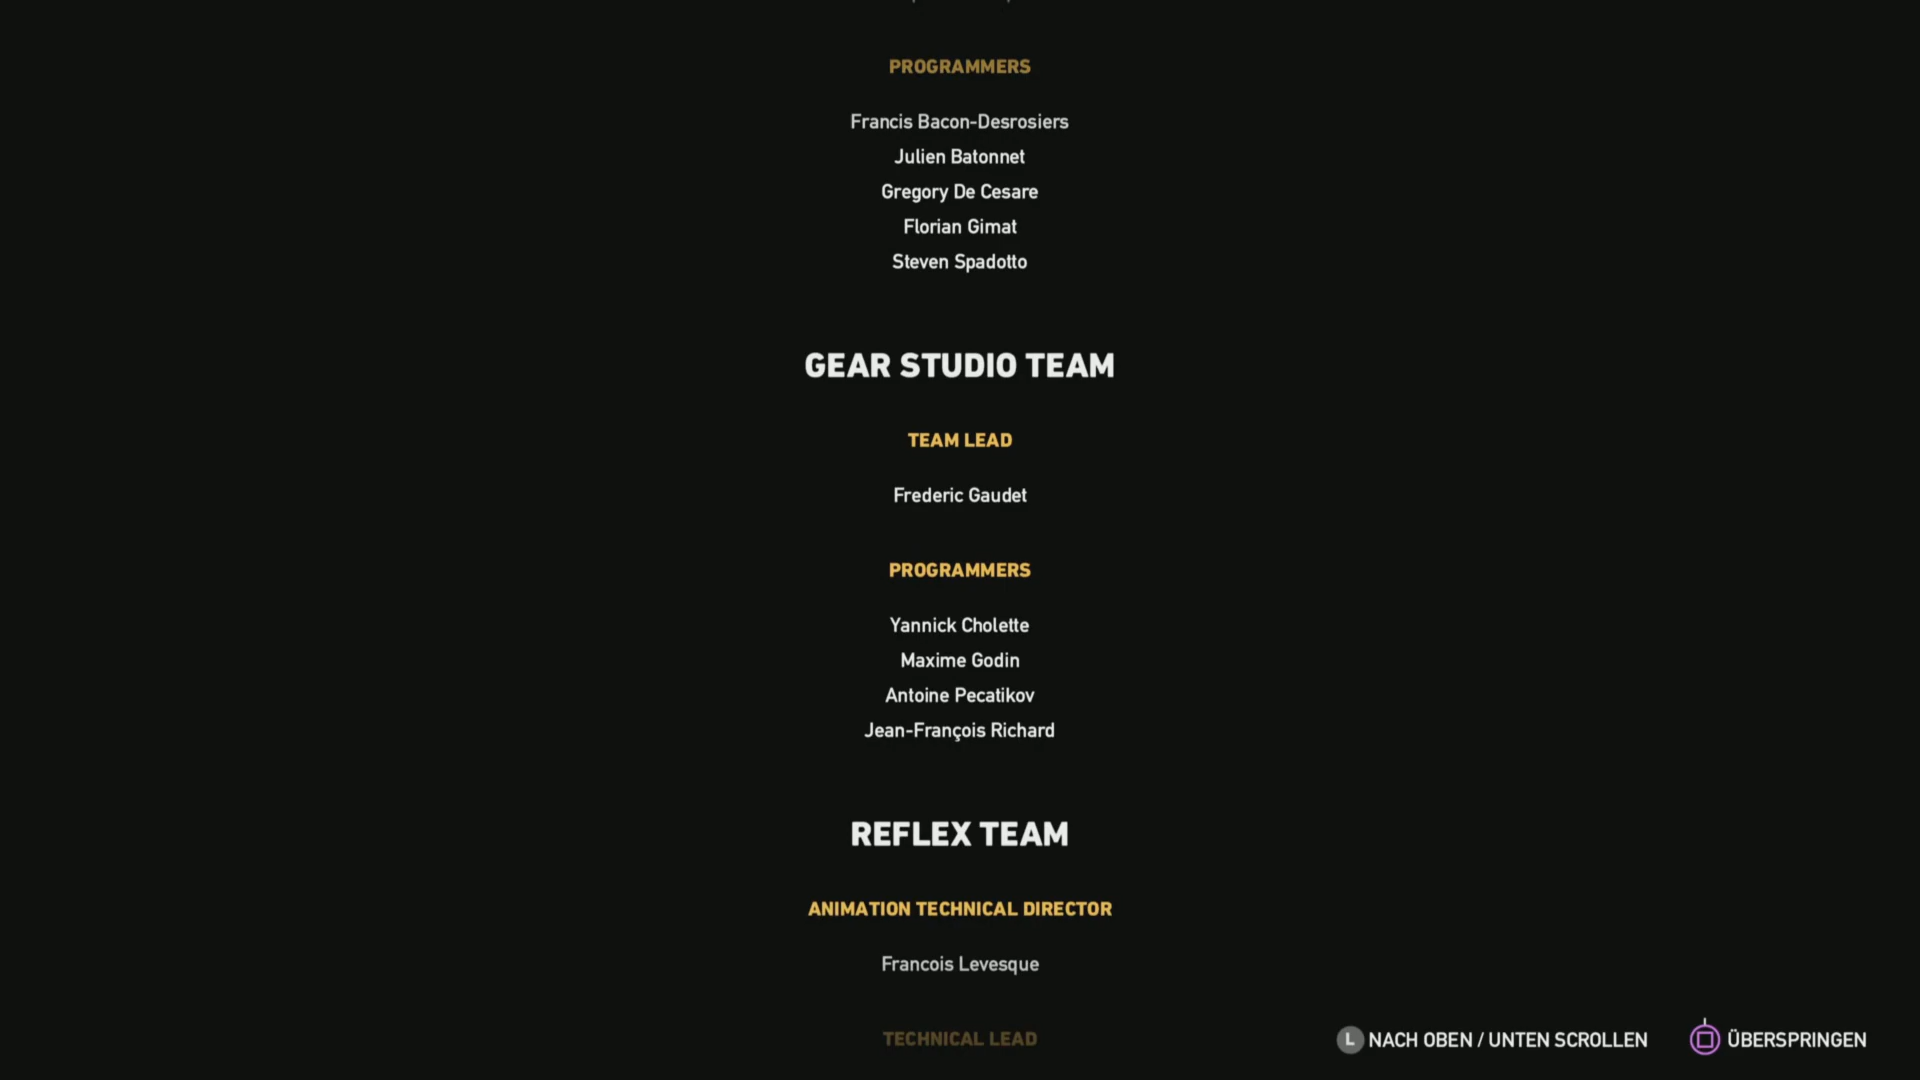 PROGRAMMERS
Francis Bacon-Desrosiers
Julien Batonnet
Gregory De Cesare
Florian Gimat
Steven Spadotto
GEAR STUDIO TEAM
TEAM LEAD
Frederic Gaudet
PROGRAMMERS
Yannick Cholette
Maxime Godin
Antoine Pecatikov
Jean-François Richard
REFLEX TEAM
ANIMATION TECHNICAL DIRECTOR
Francois Levesque
TECHNICAL LEAD
L NACH OBEN / UNTEN SCROLLEN ÜBERSPRINGEN